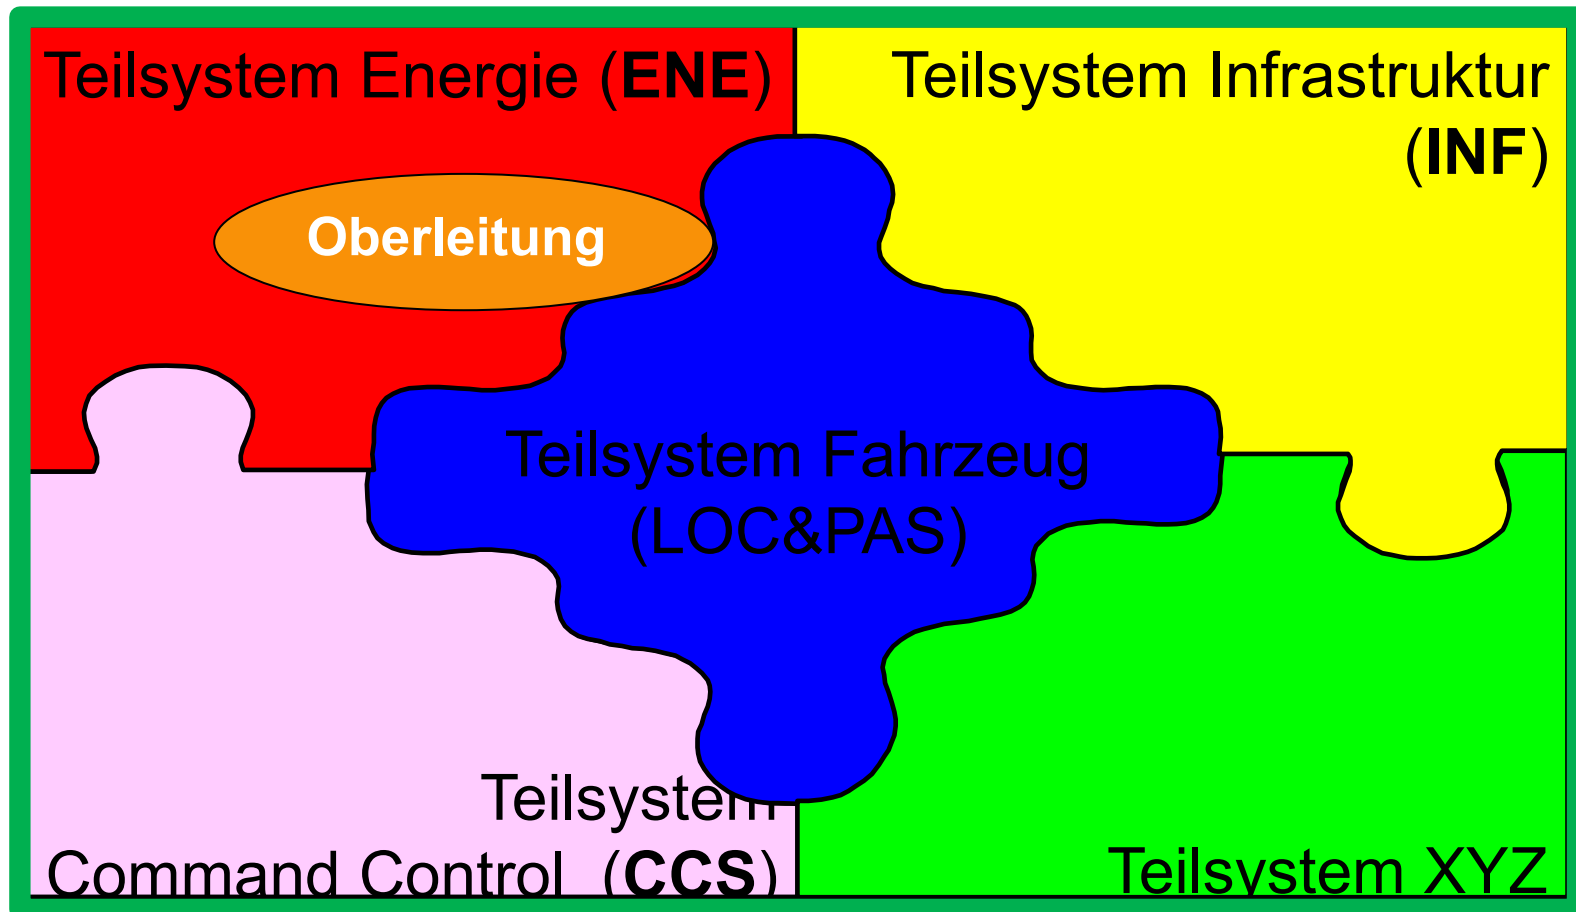 Teilsystem Energie (ENE)
Teilsystem Infrastruktur
(INF)
Oberleitung
Teilsystem Fahrzeug
(LOC&PAS)
Teilsystem
Command Control (CCS)
Teilsystem XYZ